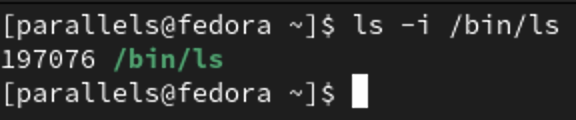 [parallels@fedora ~]$ ls -i /bin/ls
197076 /bin/ls
[parallels@fedora ~]$